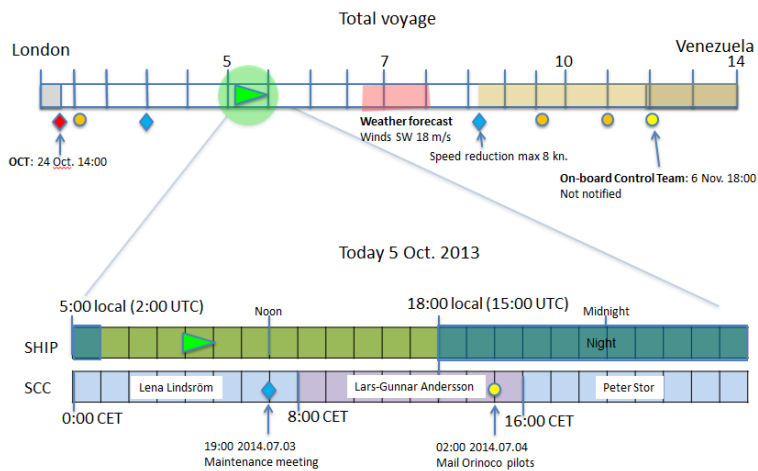 Total voyage
London
Venezuela
5
7
10
14
Weather forecast
Winds SW 18 m/s
Speed reduction max 8 kn.
OCT: 24 Oct. 14:00
On-board Control Team: 6 Nov. 18:00
Not notified
Today 5 Oct. 2013
5:00 local (2:00 UTC)
Noon
18:00 local (15:00 UTC)
Midnight
SHIP
Night
SCC
Lena Lindsröm
Lars-Gunnar Andersson
Peter Stor
0:00 CET
8:00 CET
16:00 CET
19:00 2014.07.03
Maintenance meeting
02:00 2014.07.04
Mail Orinoco pilots